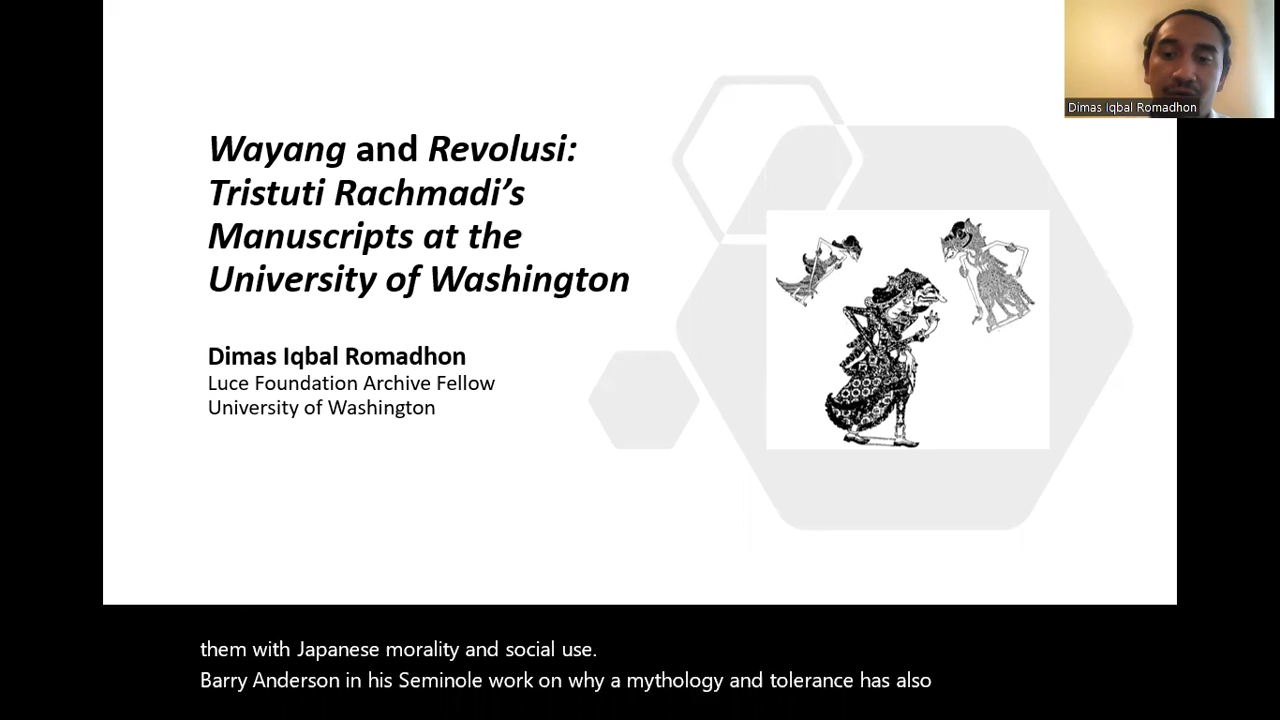 Dimas Iqbal Romadhon
Wayang and Revolusi:
Tristuti Rachmadi's
Manuscripts at the
University of Washington
Dimas Iqbal Romadhon
Luce Foundation Archive Fellow
University of Washington
them with Japanese morality and social use.
Barry Anderson in his Seminole work on why a mythology and tolerance has also